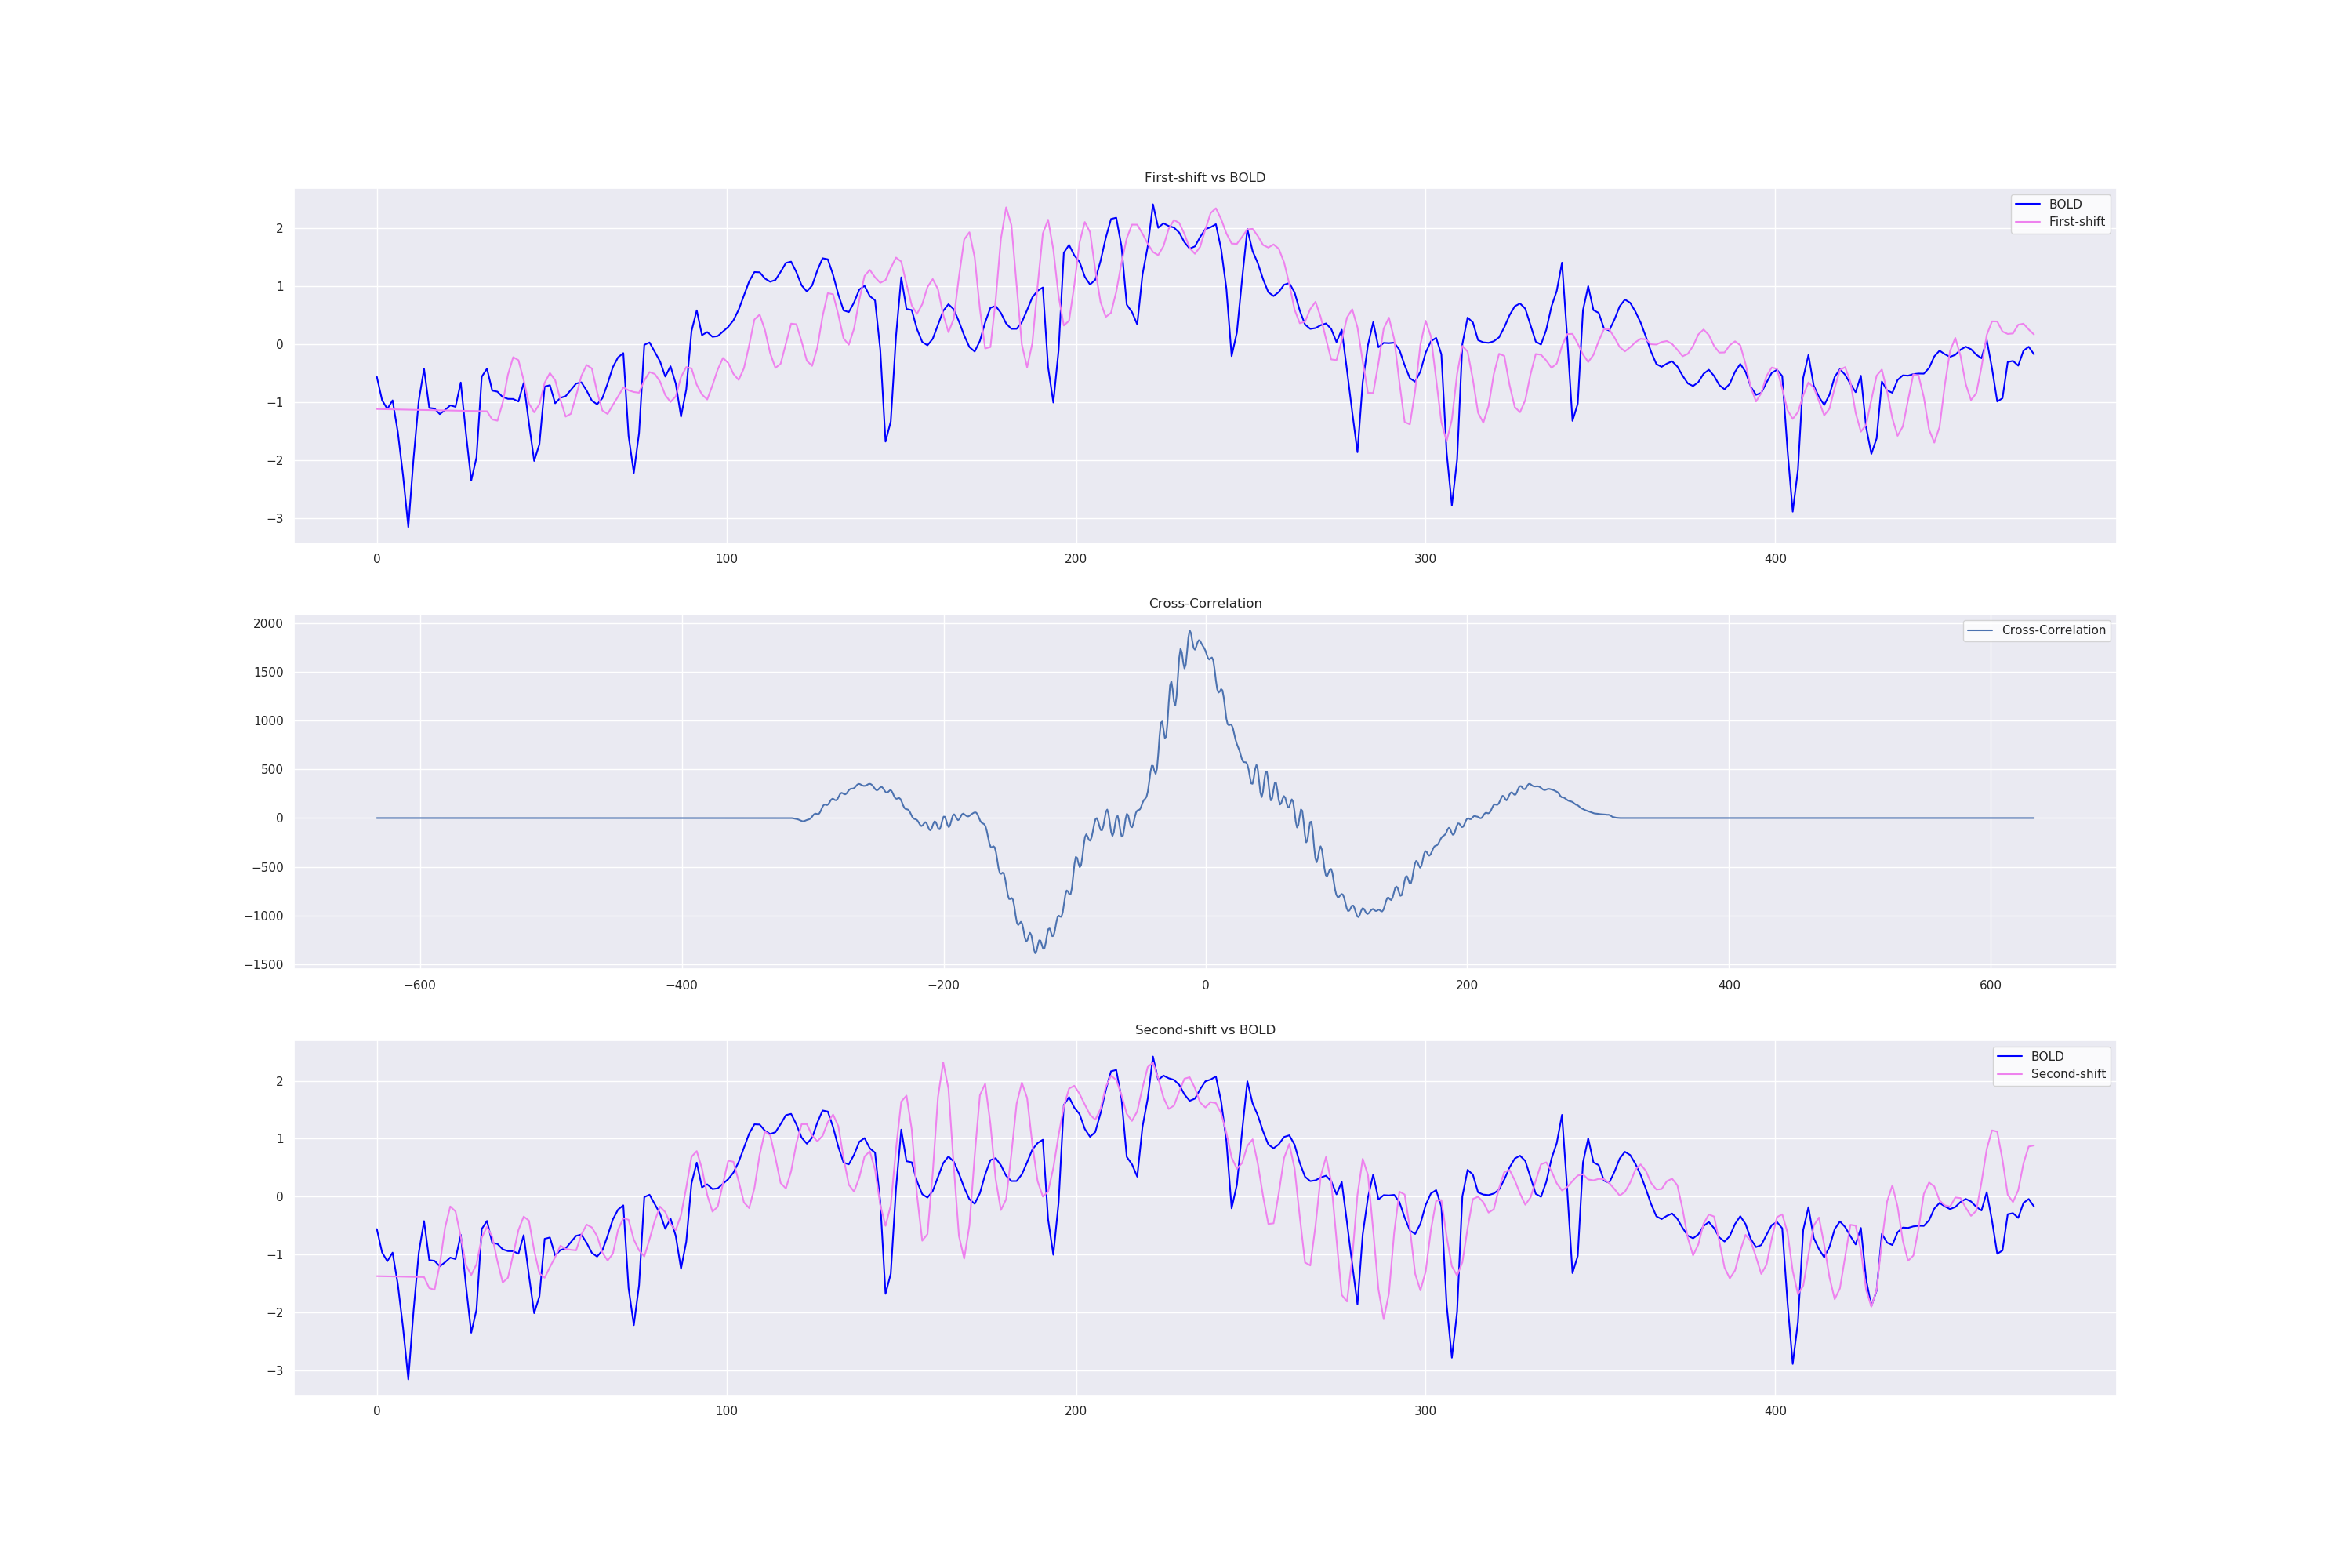 First-shift vs BOLD
BOLD
First-shift
2
1
0
−1
−2
−3
0 100 200 300 400
Cross-Correlation
Cross-Correlation
2000
1500
1000
500
0
−500
−1000
−1500
−600 −400 −200 0 200 400 600
Second-shift vs BOLD
BOLD
Second-shift
2
1
0
−1
−2
−3
0 100 200 300 400